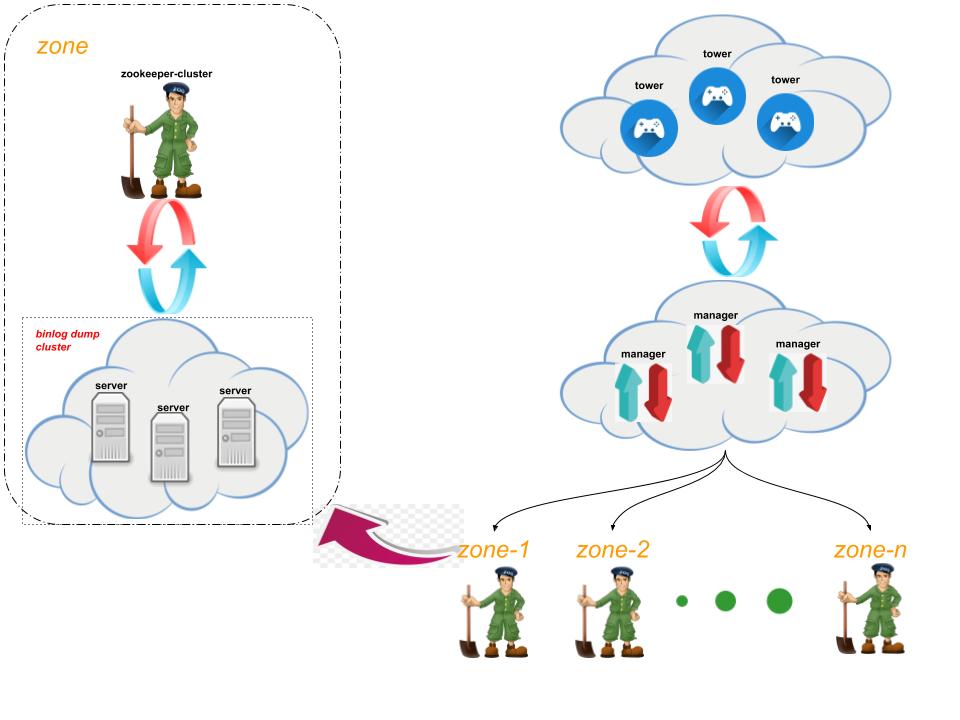 zone
zookeeper-cluster
binlog dump
cluster
server
server
server
tower
tower
tower
manager
manager
manager
zone-1
zone-2
zone-n